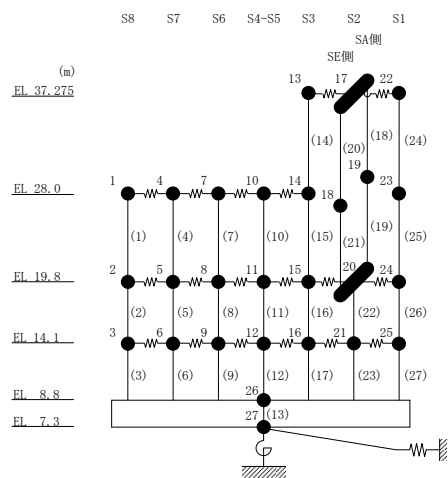 S8 S7 S6 S4-S5 S3 S2 S1
SA側
SE側
(m)
13 17 22
EL 37.275
(14) (20) (18) (24)
19
1 4 7 10 14 23
EL 28.0
18
(1) (4) (7) (10) (15) (21) (19) (25)
2 5 8 11 15 20 24
EL 19.8
(2) (5) (8) (11) (16) (22) (26)
3 6 9 12 16 21 25
EL 14.1
(3) (6) (9) (12) (17) (23) (27)
26
EL 8.8
(13)
27
EL 7.3